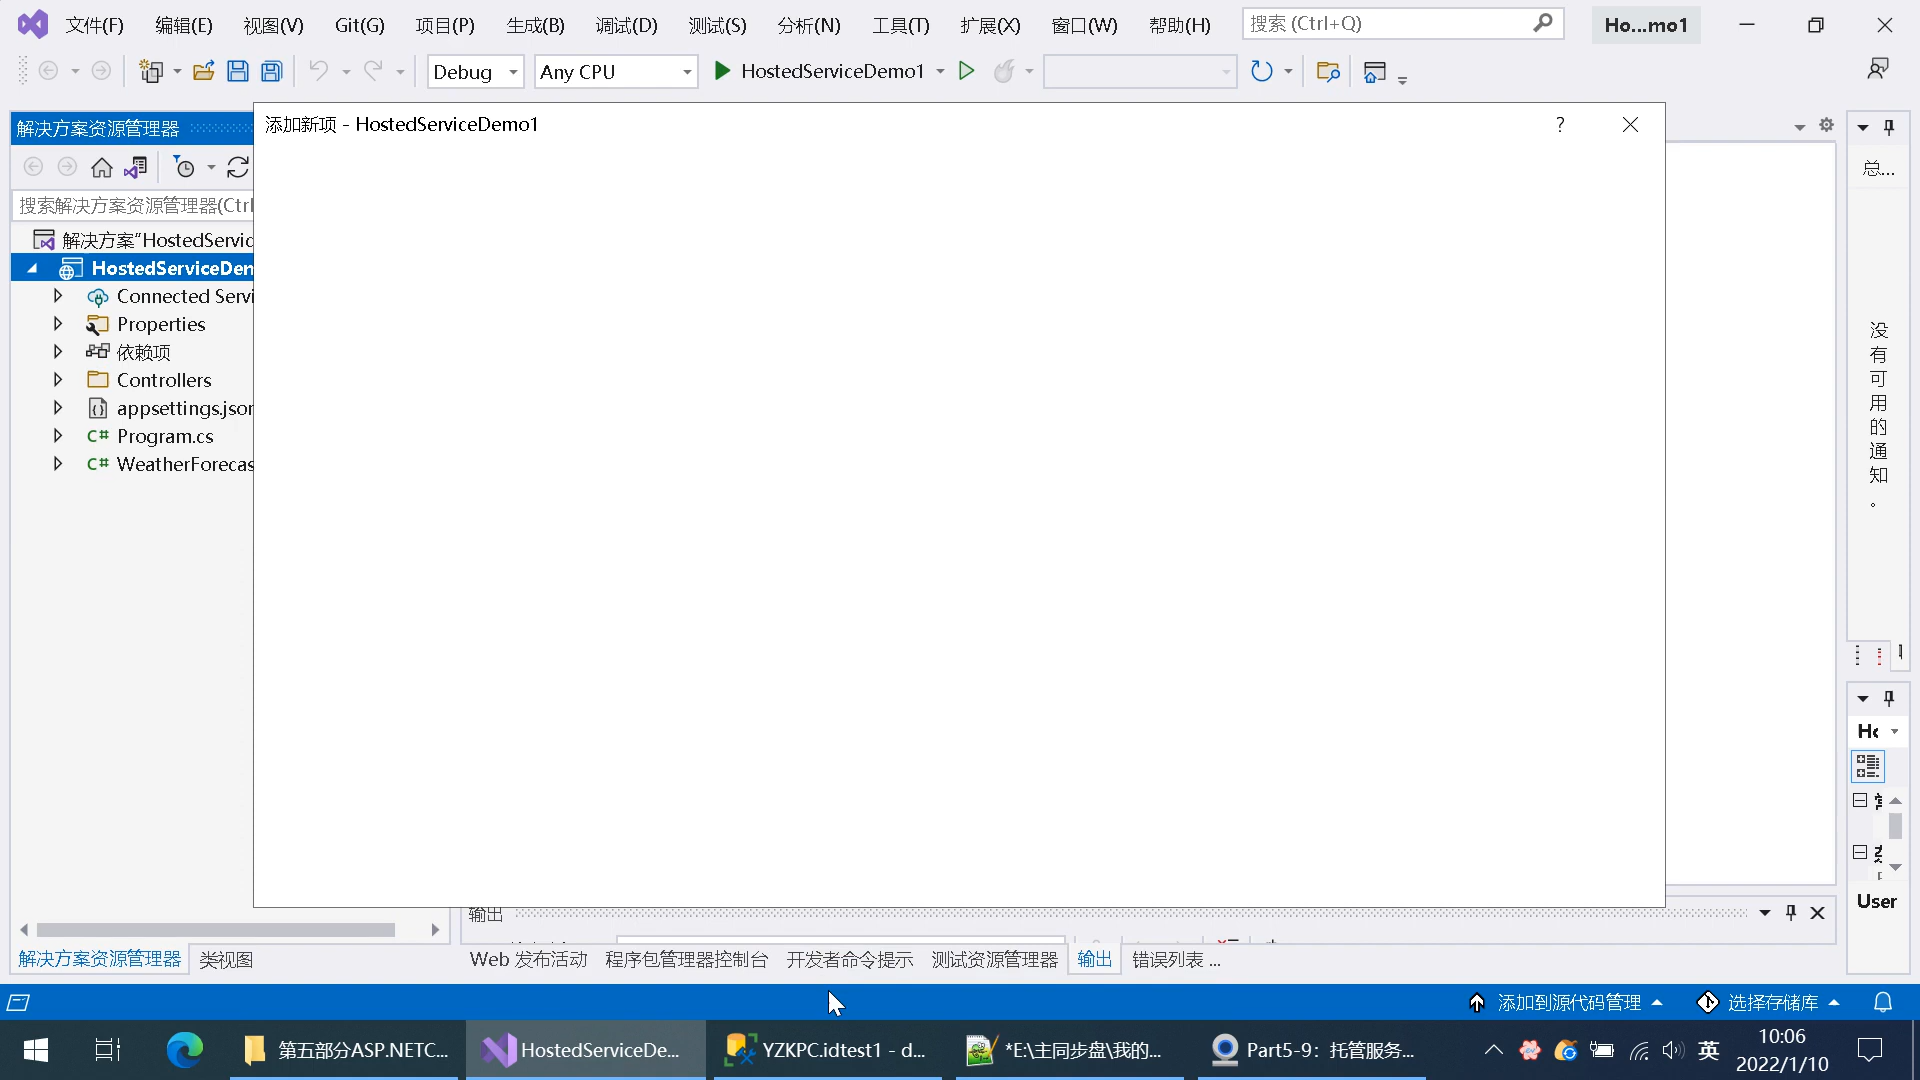 文件(F) 编辑(E) 视图(V) Git(G) 项目(P) 生成(B) 调试(D) 测试(S) 分析(N) 工具(T) 扩展(X) 窗口(W) 帮助(H) 搜索 (Ctrl+Q) Ho...mo1
Debug Any CPU HostedServiceDemo1
解决方案资源管理器
添加新项 - HostedServiceDemo1 ?
总...
搜索解决方案资源管理器(Ctrl
解决方案"HostedServic
HostedServiceDem
Connected Servi
Properties
依赖项
Controllers
appsettings.json
C# Program.cs
C# WeatherForecas
没有可用的通知。
User
输出
解决方案资源管理器 类视图
Web 发布活动 程序包管理器控制台 开发者命令提示 测试资源管理器 输出 错误列表 ...
添加到源代码管理 选择存储库
第五部分ASP.NETC... HostedServiceDe... YZKPC.idtest1 - d... *E:\主同步盘\我的... Part5-9：托管服务... 英 10:06
2022/1/10